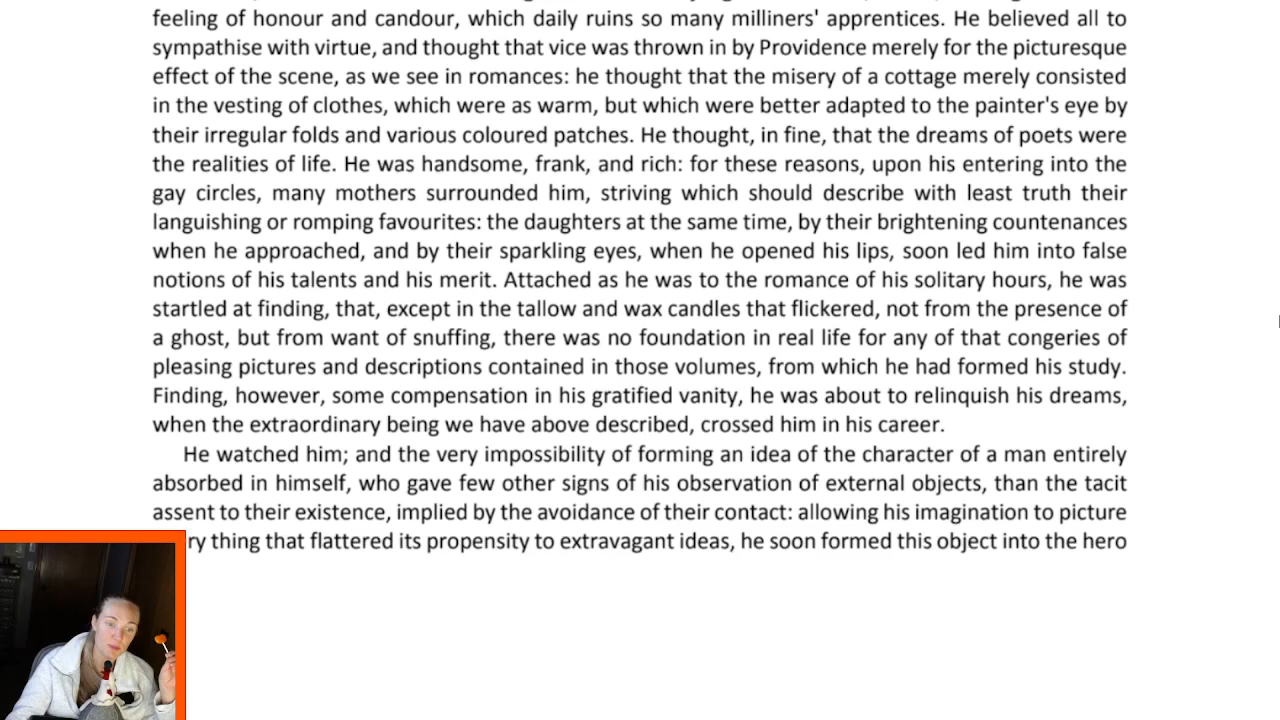 feeling of honour and candour, which daily ruins so many milliners' apprentices. He believed all to
sympathise with virtue, and thought that vice was thrown in by Providence merely for the picturesque
effect of the scene, as we see in romances: he thought that the misery of a cottage merely consisted
in the vesting of clothes, which were as warm, but which were better adapted to the painter's eye by
their irregular folds and various coloured patches. He thought, in fine, that the dreams of poets were
the realities of life. He was handsome, frank, and rich: for these reasons, upon his entering into the
gay circles, many mothers surrounded him, striving which should describe with least truth their
languishing or romping favourites: the daughters at the same time, by their brightening countenances
when he approached, and by their sparkling eyes, when he opened his lips, soon led him into false
notions of his talents and his merit. Attached as he was to the romance of his solitary hours, he was
startled at finding, that, except in the tallow and wax candles that flickered, not from the presence of
a ghost, but from want of snuffing, there was no foundation in real life for any of that congeries of
pleasing pictures and descriptions contained in those volumes, from which he had formed his study.
Finding, however, some compensation in his gratified vanity, he was about to relinquish his dreams,
when the extraordinary being we have above described, crossed him in his career.
He watched him; and the very impossibility of forming an idea of the character of a man entirely
absorbed in himself, who gave few other signs of his observation of external objects, than the tacit
assent to their existence, implied by the avoidance of their contact: allowing his imagination to picture
ry thing that flattered its propensity to extravagant ideas, he soon formed this object into the hero